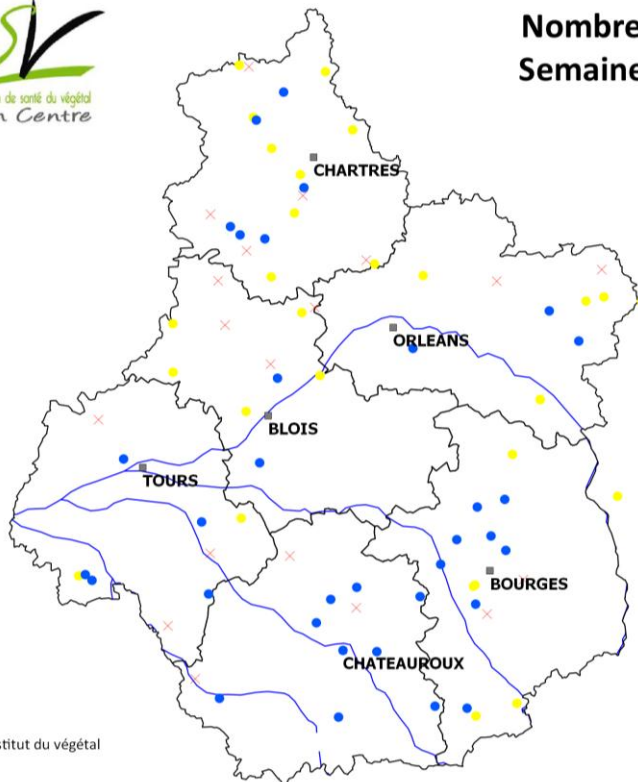 Nombre
Semaine
de santé du végétal
Centre
CHARTRES
ORLEANS
BLOIS
TOURS
BOURGES
CHATEAUROUX
stitut du végétal